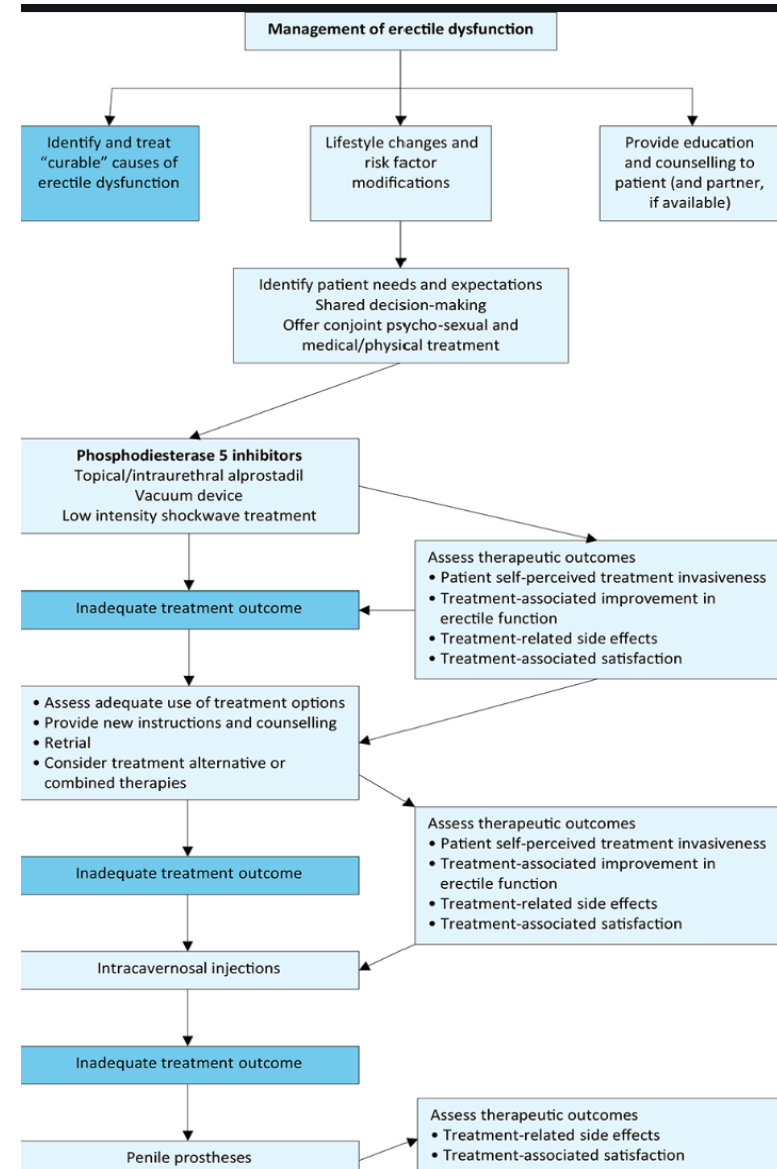 Management of erectile dysfunction
Identify and treat
“curable” causes of
erectile dysfunction
Lifestyle changes and
risk factor
modifications
Provide education
and counselling to
patient (and partner,
if available)
Identify patient needs and expectations
Shared decision-making
Offer conjoint psycho-sexual and
medical/physical treatment
Phosphodiesterase 5 inhibitors
Topical/intraurethral alprostadil
Vacuum device
Low intensity shockwave treatment
Assess therapeutic outcomes
• Patient self-perceived treatment invasiveness
• Treatment-associated improvement in
erectile function
• Treatment-related side effects
• Treatment-associated satisfaction
Inadequate treatment outcome
• Assess adequate use of treatment options
• Provide new instructions and counselling
• Retrial
• Consider treatment alternative or
combined therapies
Assess therapeutic outcomes
• Patient self-perceived treatment invasiveness
• Treatment-associated improvement in
erectile function
• Treatment-related side effects
• Treatment-associated satisfaction
Inadequate treatment outcome
Intracavernosal injections
Inadequate treatment outcome
Penile prostheses
Assess therapeutic outcomes
• Treatment-related side effects
• Treatment-associated satisfaction